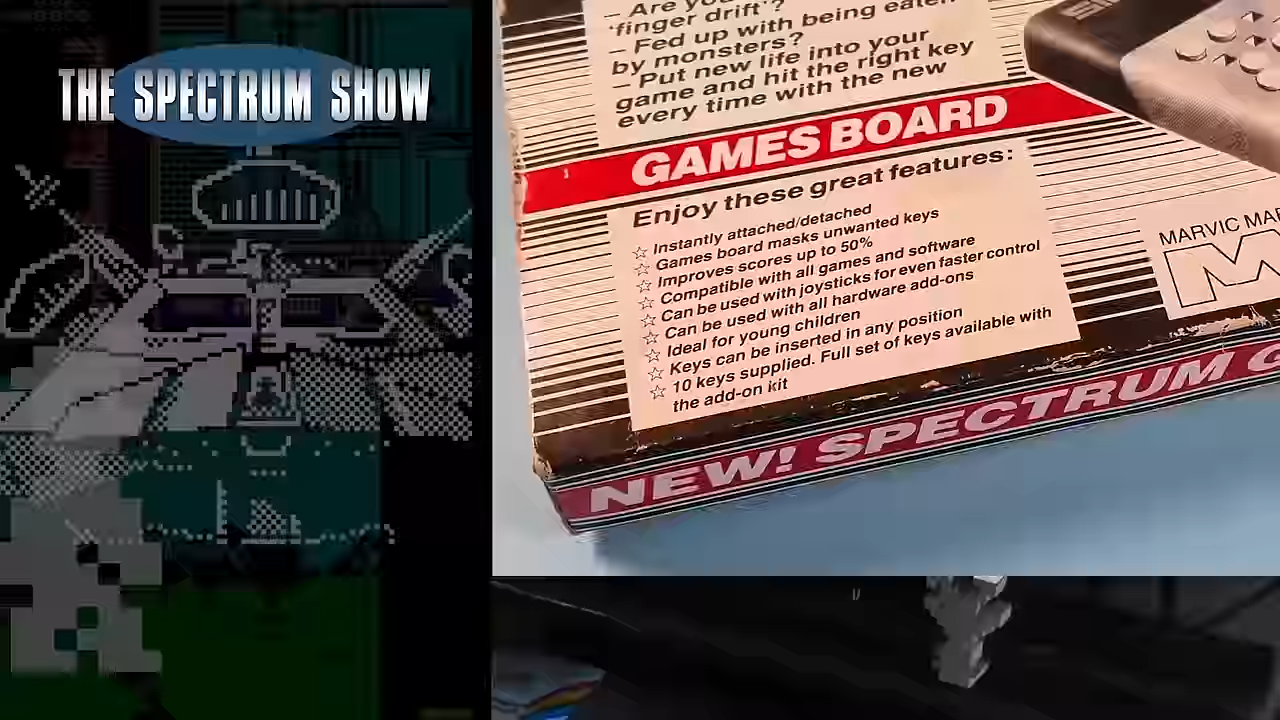 THE SPECTRUM SHOW
– Are you
'finger drift'?
– Fed up with being eaten
by monsters?
– Put new life into your
game and hit the right key
every time with the new
GAMES BOARD
Enjoy these great features:
☆ Instantly attached/detached
☆ Games board masks unwanted keys
☆ Improves scores up to 50%
☆ Compatible with all games and software
☆ Can be used with joysticks for even faster control
☆ Can be used with all hardware add-ons
☆ Ideal for young children
☆ Keys can be inserted in any position
☆ 10 keys supplied. Full set of keys available with
the add-on kit
MARVIC
NEW! SPECTRUM